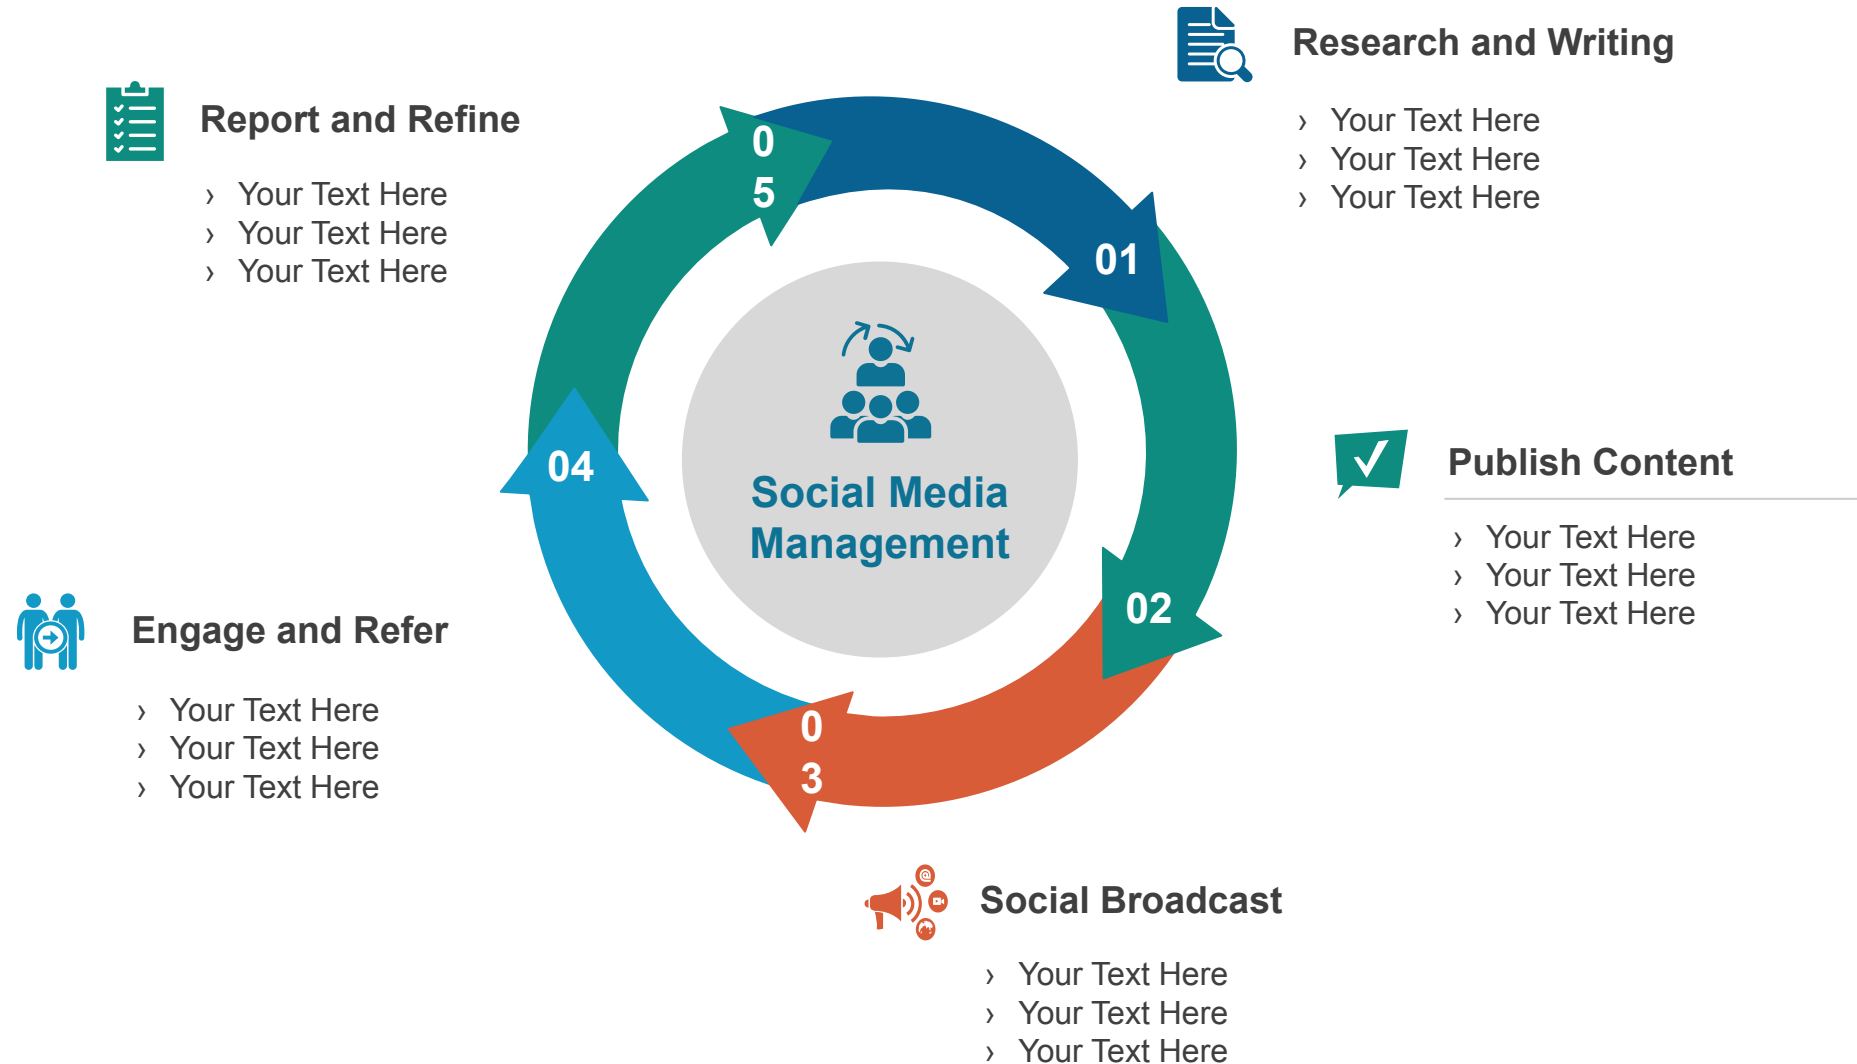 Research and Writing
› Your Text Here
› Your Text Here
› Your Text Here
Report and Refine
› Your Text Here
› Your Text Here
› Your Text Here
0
5
01
Social Media
Management
04
02
0
3
Publish Content
› Your Text Here
› Your Text Here
› Your Text Here
Engage and Refer
› Your Text Here
› Your Text Here
› Your Text Here
Social Broadcast
› Your Text Here
› Your Text Here
› Your Text Here
@